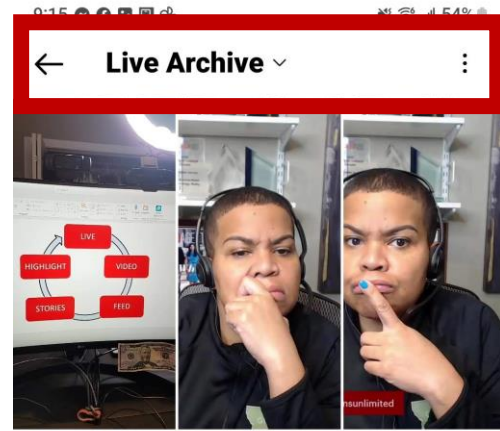 9:15
54%
Live Archive
LIVE
HIGHLIGHT
VIDEO
STORIES
FEED
nsunlimited